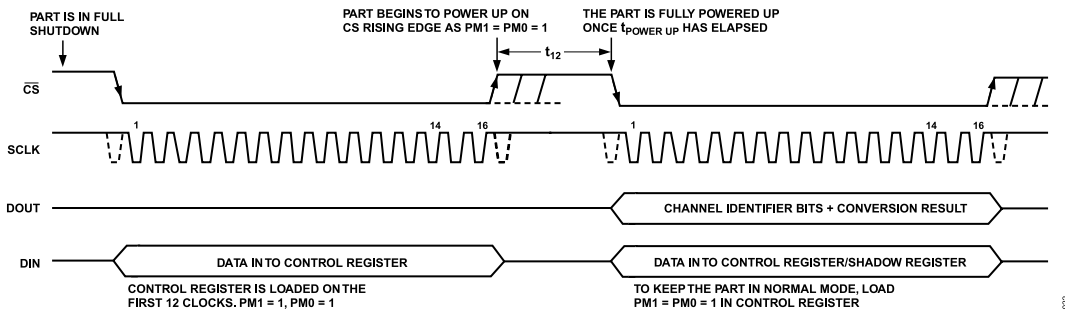 PART IS IN FULL
SHUTDOWN
PART BEGINS TO POWER UP ON
CS RISING EDGE AS PM1 = PM0 = 1
THE PART IS FULLY POWERED UP
ONCE tPOWER UP HAS ELAPSED
t12
CS
1
14
16
1
14
16
SCLK
DOUT
CHANNEL IDENTIFIER BITS + CONVERSION RESULT
DIN
DATA IN TO CONTROL REGISTER
DATA IN TO CONTROL REGISTER/SHADOW REGISTER
CONTROL REGISTER IS LOADED ON THE
FIRST 12 CLOCKS. PM1 = 1, PM0 = 1
TO KEEP THE PART IN NORMAL MODE, LOAD
PM1 = PM0 = 1 IN CONTROL REGISTER